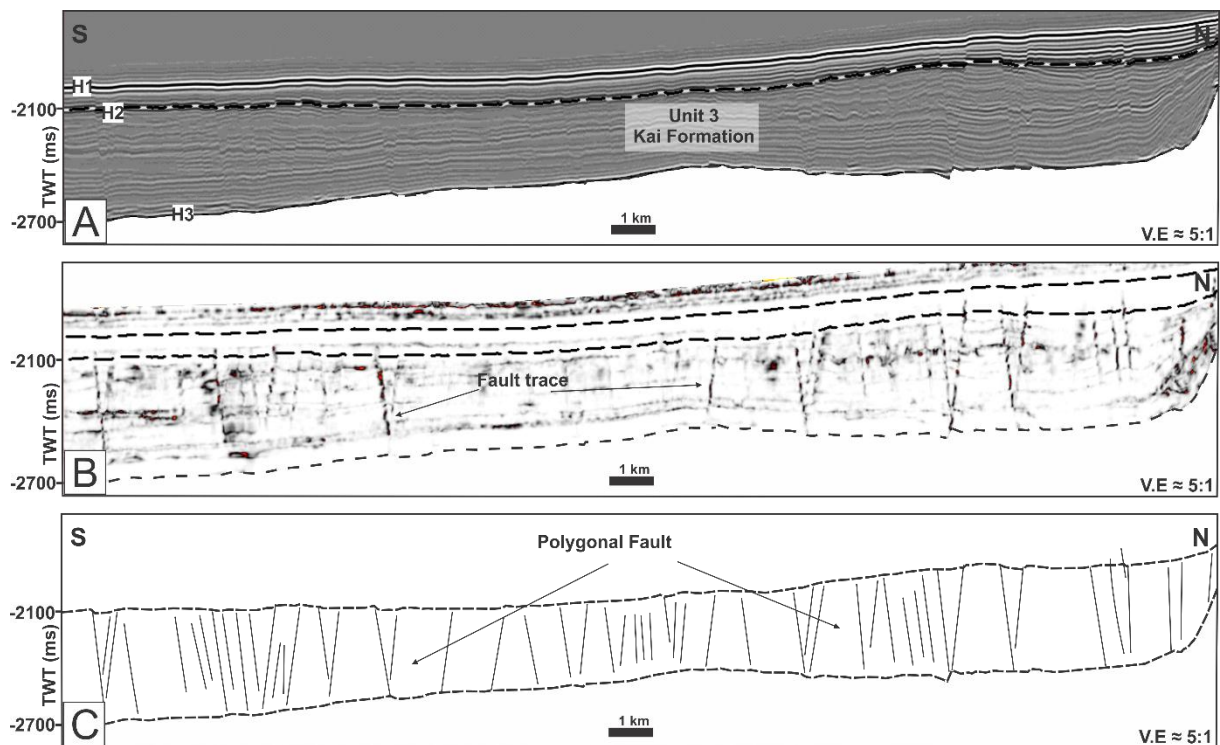 S
N
H1
H2
-2100
Unit 3
Kai Formation
TWT (ms)
-2700
H3
A
1 km
V.E ≈ 5:1
N
-2100
Fault trace
TWT (ms)
B
-2700
1 km
V.E ≈ 5:1
S
N
Polygonal Fault
-2100
TWT (ms)
-2700
C
1 km
V.E ≈ 5:1